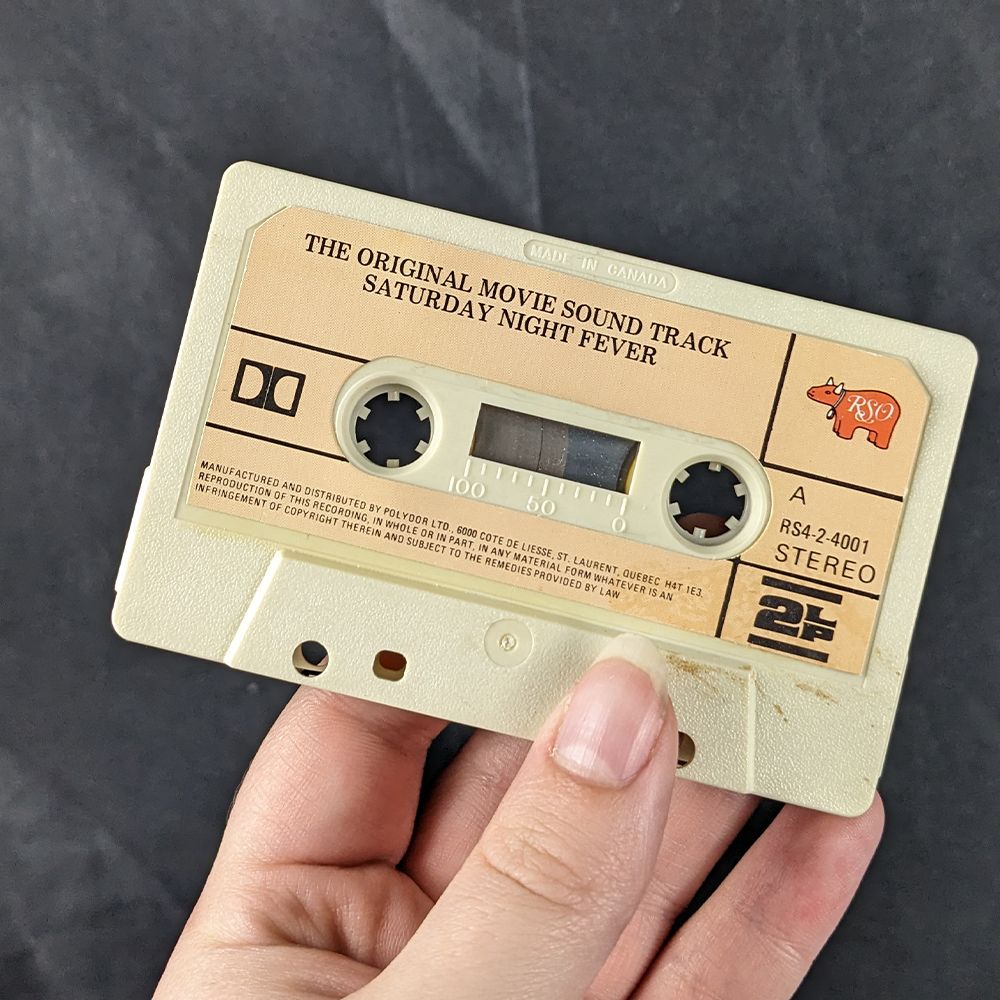 MADE IN CANADA
THE ORIGINAL MOVIE SOUND TRACK
SATURDAY NIGHT FEVER
RSO
100 50 0
A
RS4-2-4001
STEREO
2LP
MANUFACTURED AND DISTRIBUTED BY POLYDOR LTD., 6000 COTE DE LIESSE, ST. LAURENT, QUEBEC H4T 1E3.
REPRODUCTION OF THIS RECORDING, IN WHOLE OR IN PART, IN ANY MATERIAL FORM WHATEVER IS AN
INFRINGEMENT OF COPYRIGHT THEREIN AND SUBJECT TO THE REMEDIES PROVIDED BY LAW